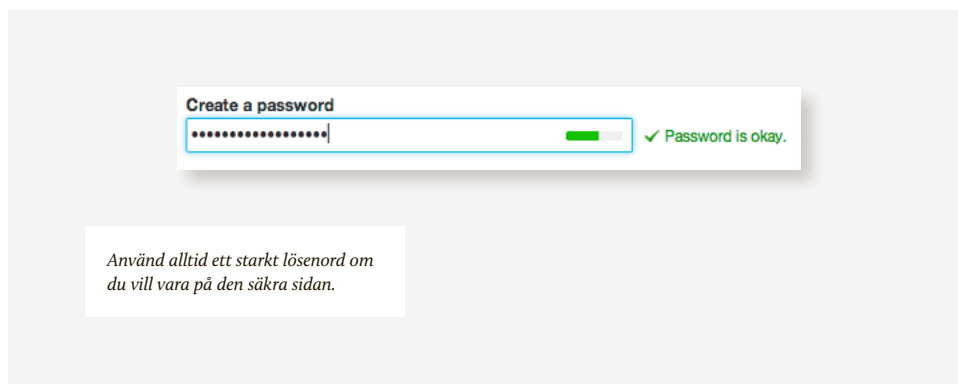 Create a password
••••••••••••••••••
Password is okay.
Använd alltid ett starkt lösenord om
du vill vara på den säkra sidan.